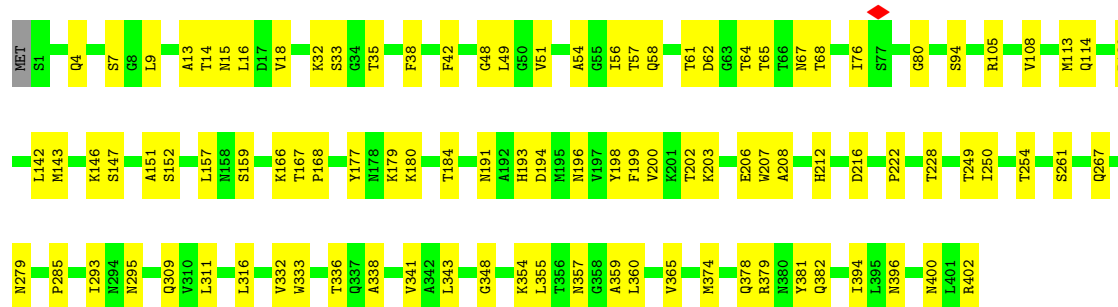 MET S1 Q4 S7 G8 L9 A13 T14 N15 L16 D17 V18 K32 S33 G34 T35 F38 F42 G48 L49 G50 V51 A54 G55 I56 T57 Q58 T61 D62 G63 T64 T65 T66 N67 T68 I76 S77 G80 S94 R105 V108 M113 Q114
L142 M143 K146 S147 A151 S152 L157 N158 S159 K166 T167 P168 Y177 N178 K179 K180 T184 N191 A192 H193 D194 M195 N196 V197 Y198 F199 V200 K201 T202 K203 E206 W207 A208 H212 D216 P222 T228 T249 I250 T254 S261 Q267
N279 P285 I293 N294 N295 Q309 V310 L311 L316 V332 W333 T336 Q337 A338 V341 A342 L343 G348 K354 L355 T356 N357 G358 A359 L360 V365 M374 Q378 R379 N380 Y381 Q382 I394 L395 N396 N400 L401 R402